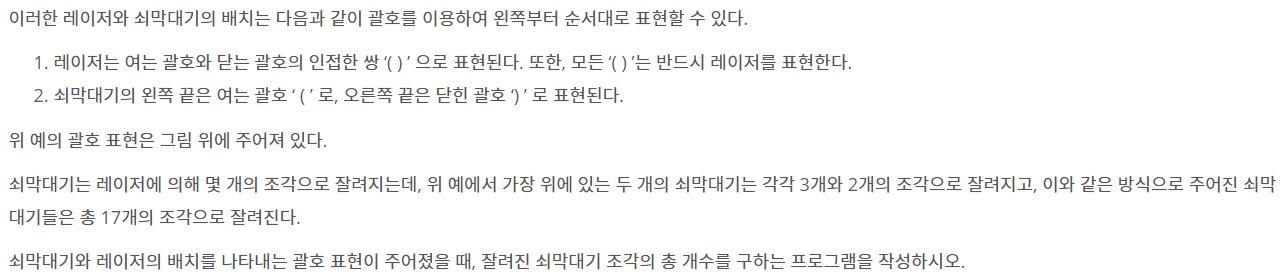 이러한 레이저와 쇠막대기의 배치는 다음과 같이 괄호를 이용하여 왼쪽부터 순서대로 표현할 수 있다.
1. 레이저는 여는 괄호와 닫는 괄호의 인접한 쌍 ‘( ) ’ 으로 표현된다. 또한, 모든 ‘( ) ’는 반드시 레이저를 표현한다.
2. 쇠막대기의 왼쪽 끝은 여는 괄호 ‘ ( ’ 로, 오른쪽 끝은 닫힌 괄호 ‘) ’ 로 표현된다.
위 예의 괄호 표현은 그림 위에 주어져 있다.
쇠막대기는 레이저에 의해 몇 개의 조각으로 잘려지는데, 위 예에서 가장 위에 있는 두 개의 쇠막대기는 각각 3개와 2개의 조각으로 잘려지고, 이와 같은 방식으로 주어진 쇠막
대기들은 총 17개의 조각으로 잘려진다.
쇠막대기와 레이저의 배치를 나타내는 괄호 표현이 주어졌을 때, 잘려진 쇠막대기 조각의 총 개수를 구하는 프로그램을 작성하시오.